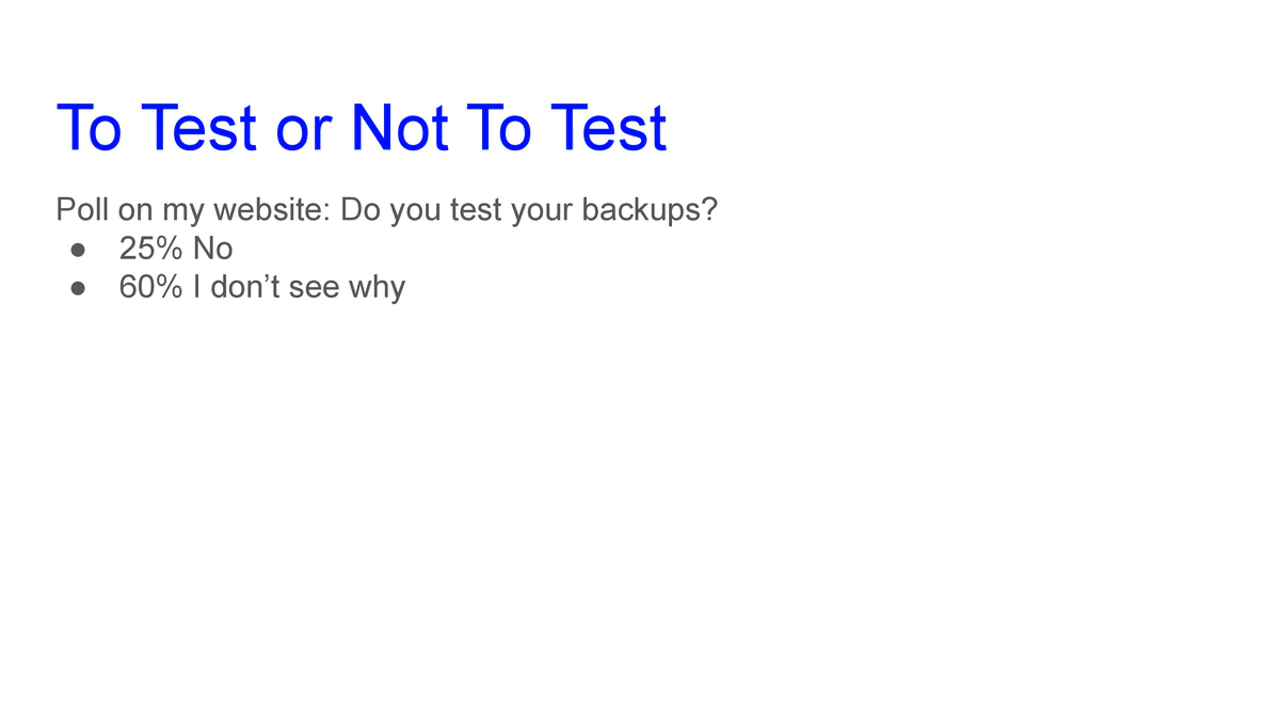 To Test or Not To Test
Poll on my website: Do you test your backups?
● 25% No
● 60% I don’t see why